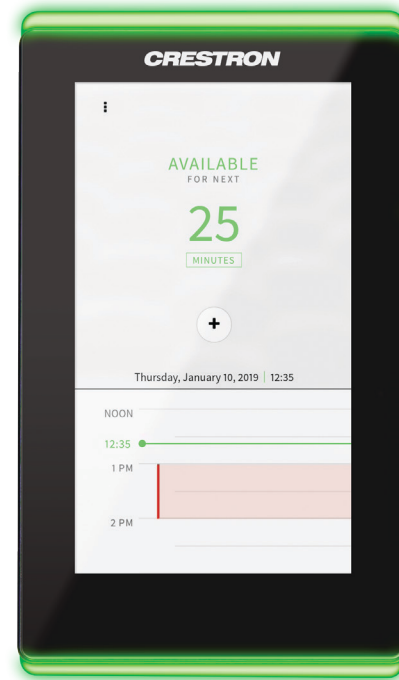 CRESTRON
AVAILABLE
FOR NEXT
25
MINUTES
+
Thursday, January 10, 2019 | 12:35
NOON
12:35
1 PM
2 PM